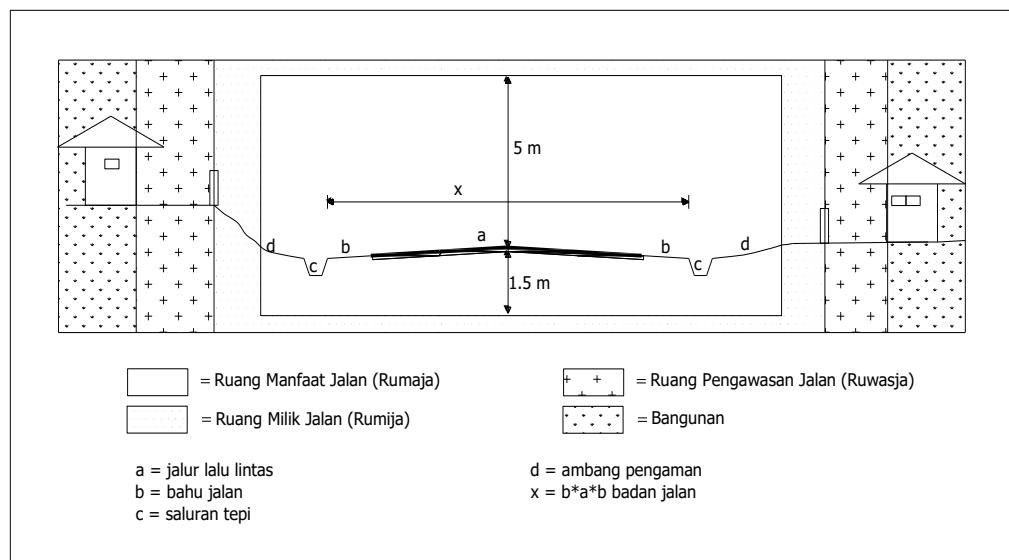 5 m
x
a
d
b
b
d
c
c
1.5 m
= Ruang Manfaat Jalan (Rumaja)
= Ruang Pengawasan Jalan (Ruwasja)
= Ruang Milik Jalan (Rumija)
= Bangunan
a = jalur lalu lintas
b = bahu jalan
c = saluran tepi
d = ambang pengaman
x = b*a*b badan jalan